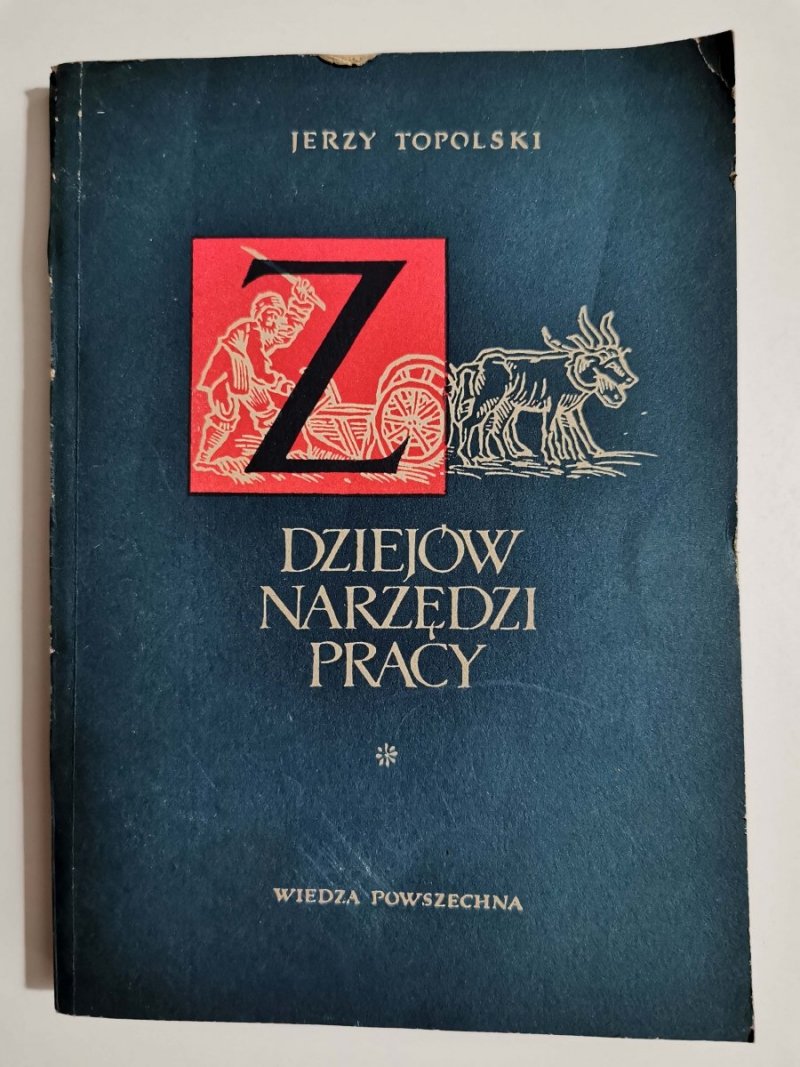 JERZY TOPOLSKI
Z
DZIEJÓW
NARZĘDZI
PRACY
WIEDZA POWSZECHNA